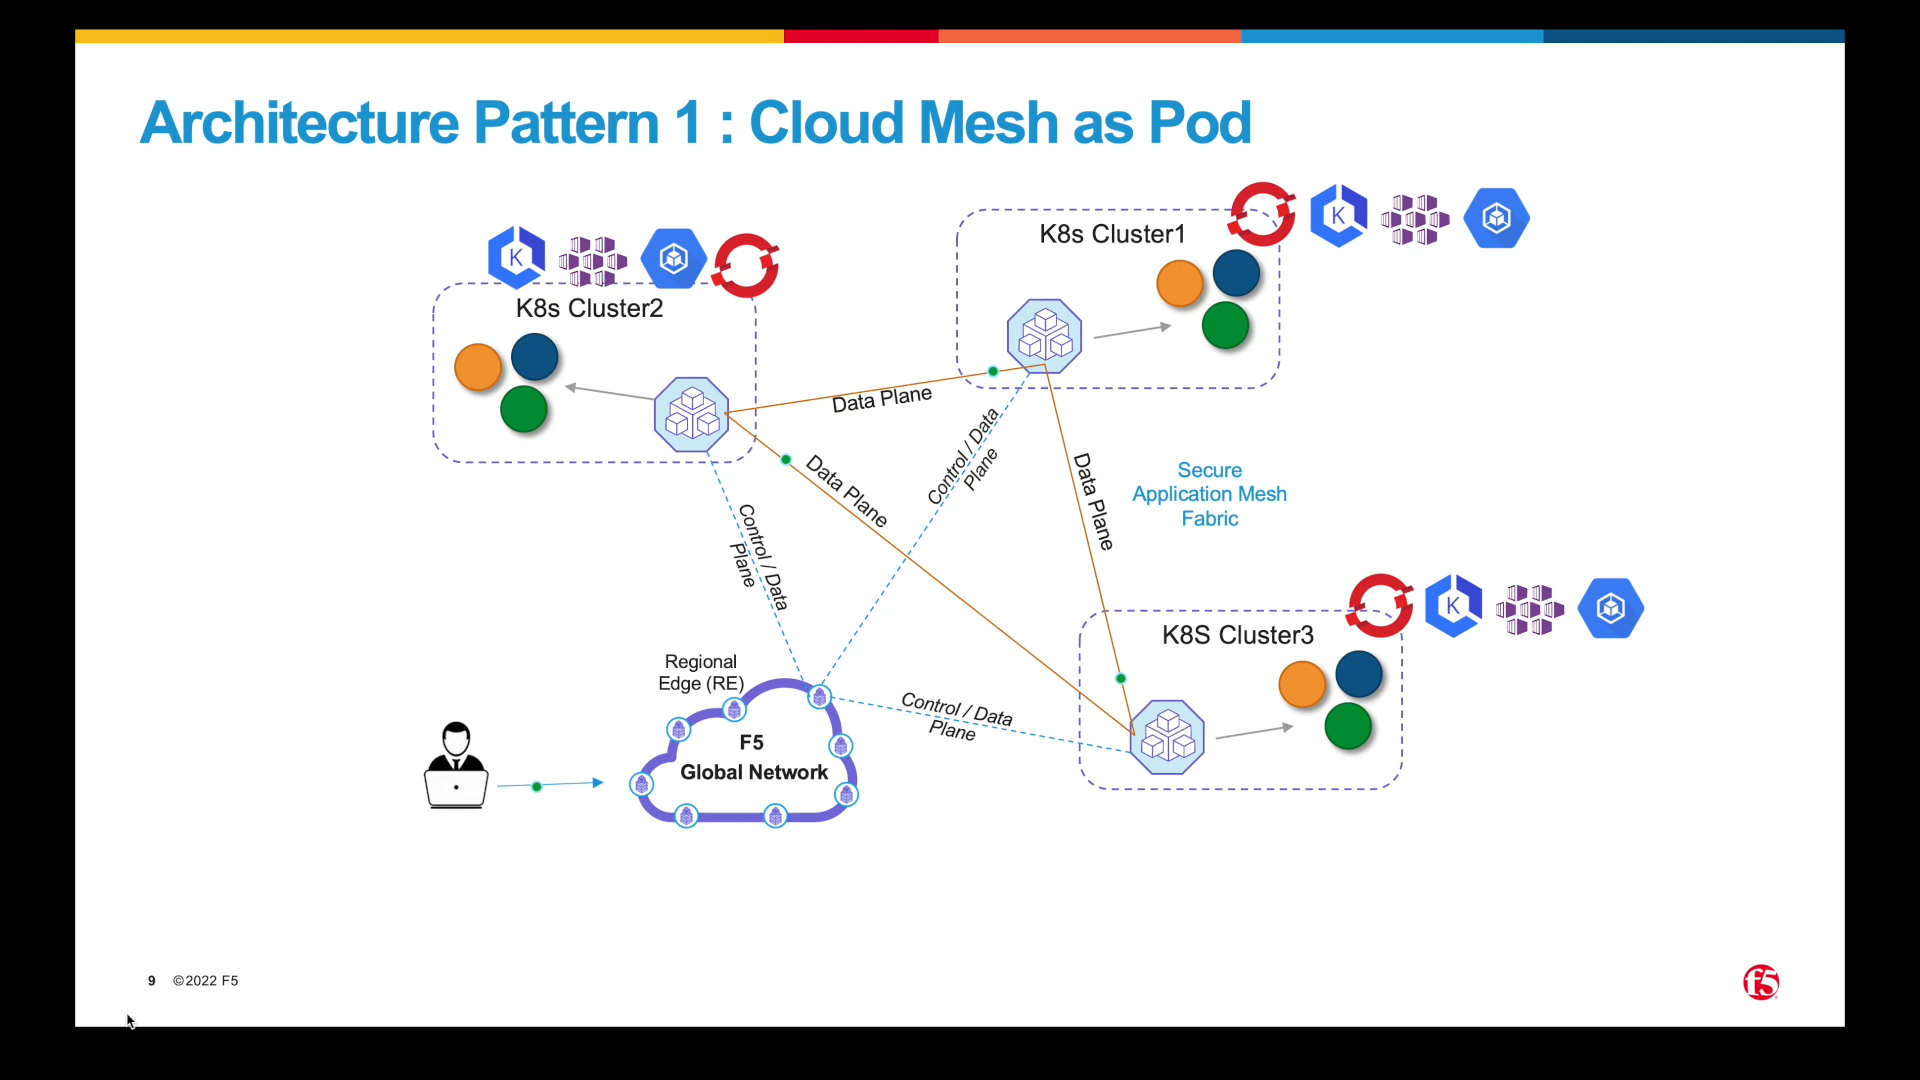 Architecture Pattern 1 : Cloud Mesh as Pod
K
K8s Cluster2
K8s Cluster1
K
Data Plane
Data Plane
Control / Data
Plane
Control / Data
Plane
Data Plane
Secure
Application Mesh
Fabric
K
K8S Cluster3
Regional
Edge (RE)
Control / Data
Plane
F5
Global Network
9 ©2022 F5
f5